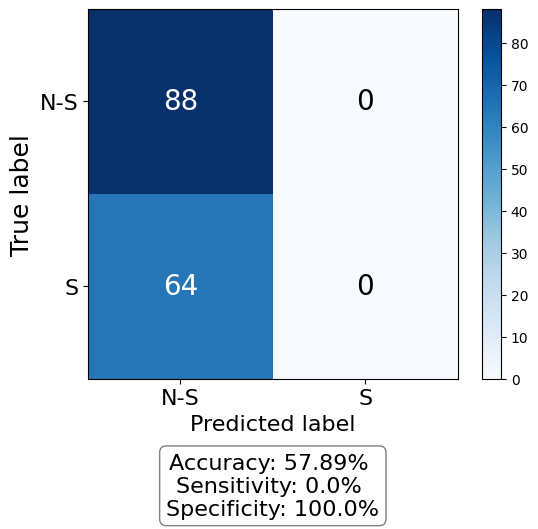 N-S
88
0
S
64
0
N-S
S
True label
Predicted label
80
70
60
50
40
30
20
10
0
Accuracy: 57.89%
Sensitivity: 0.0%
Specificity: 100.0%